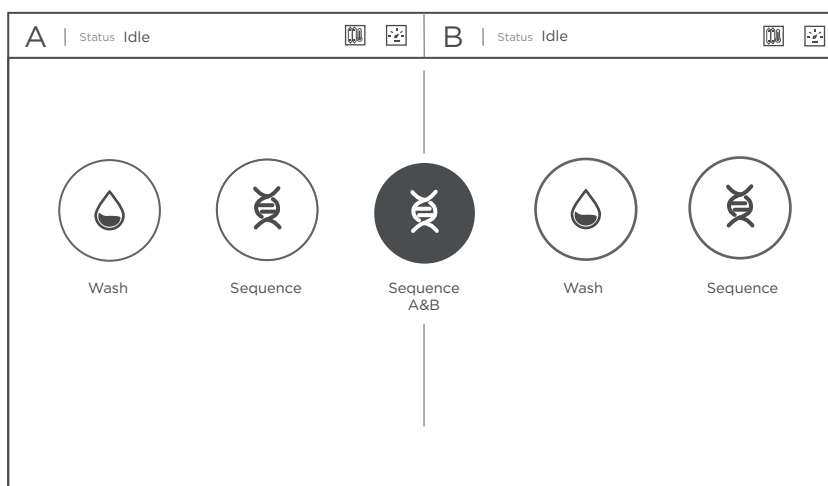 A Status Idle
B Status Idle
Wash
Sequence
Sequence
A&B
Wash
Sequence